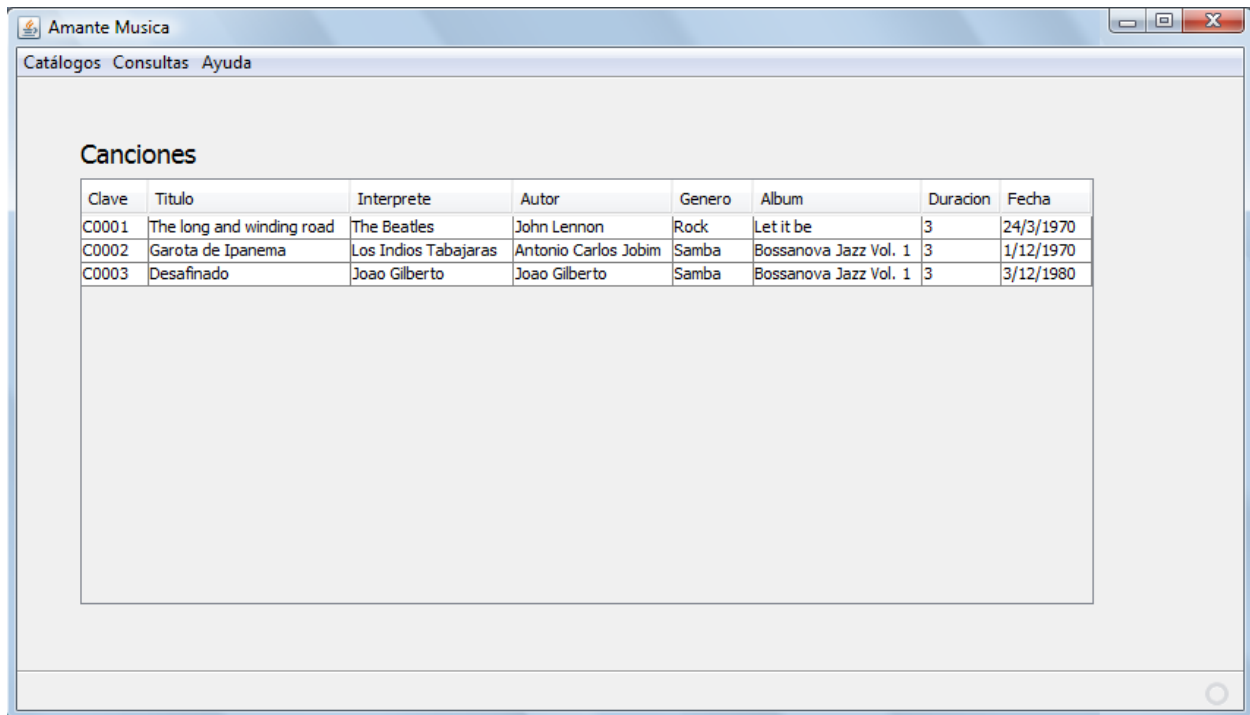 Amante Musica
Catálogos Consultas Ayuda
Canciones
Clave Titulo Interprete Autor Genero Album Duracion Fecha
C0001 The long and winding road The Beatles John Lennon Rock Let it be 3 24/3/1970
C0002 Garota de Ipanema Los Indios Tabajaras Antonio Carlos Jobim Samba Bossanova Jazz Vol. 1 3 1/12/1970
C0003 Desafinado Joao Gilberto Joao Gilberto Samba Bossanova Jazz Vol. 1 3 3/12/1980